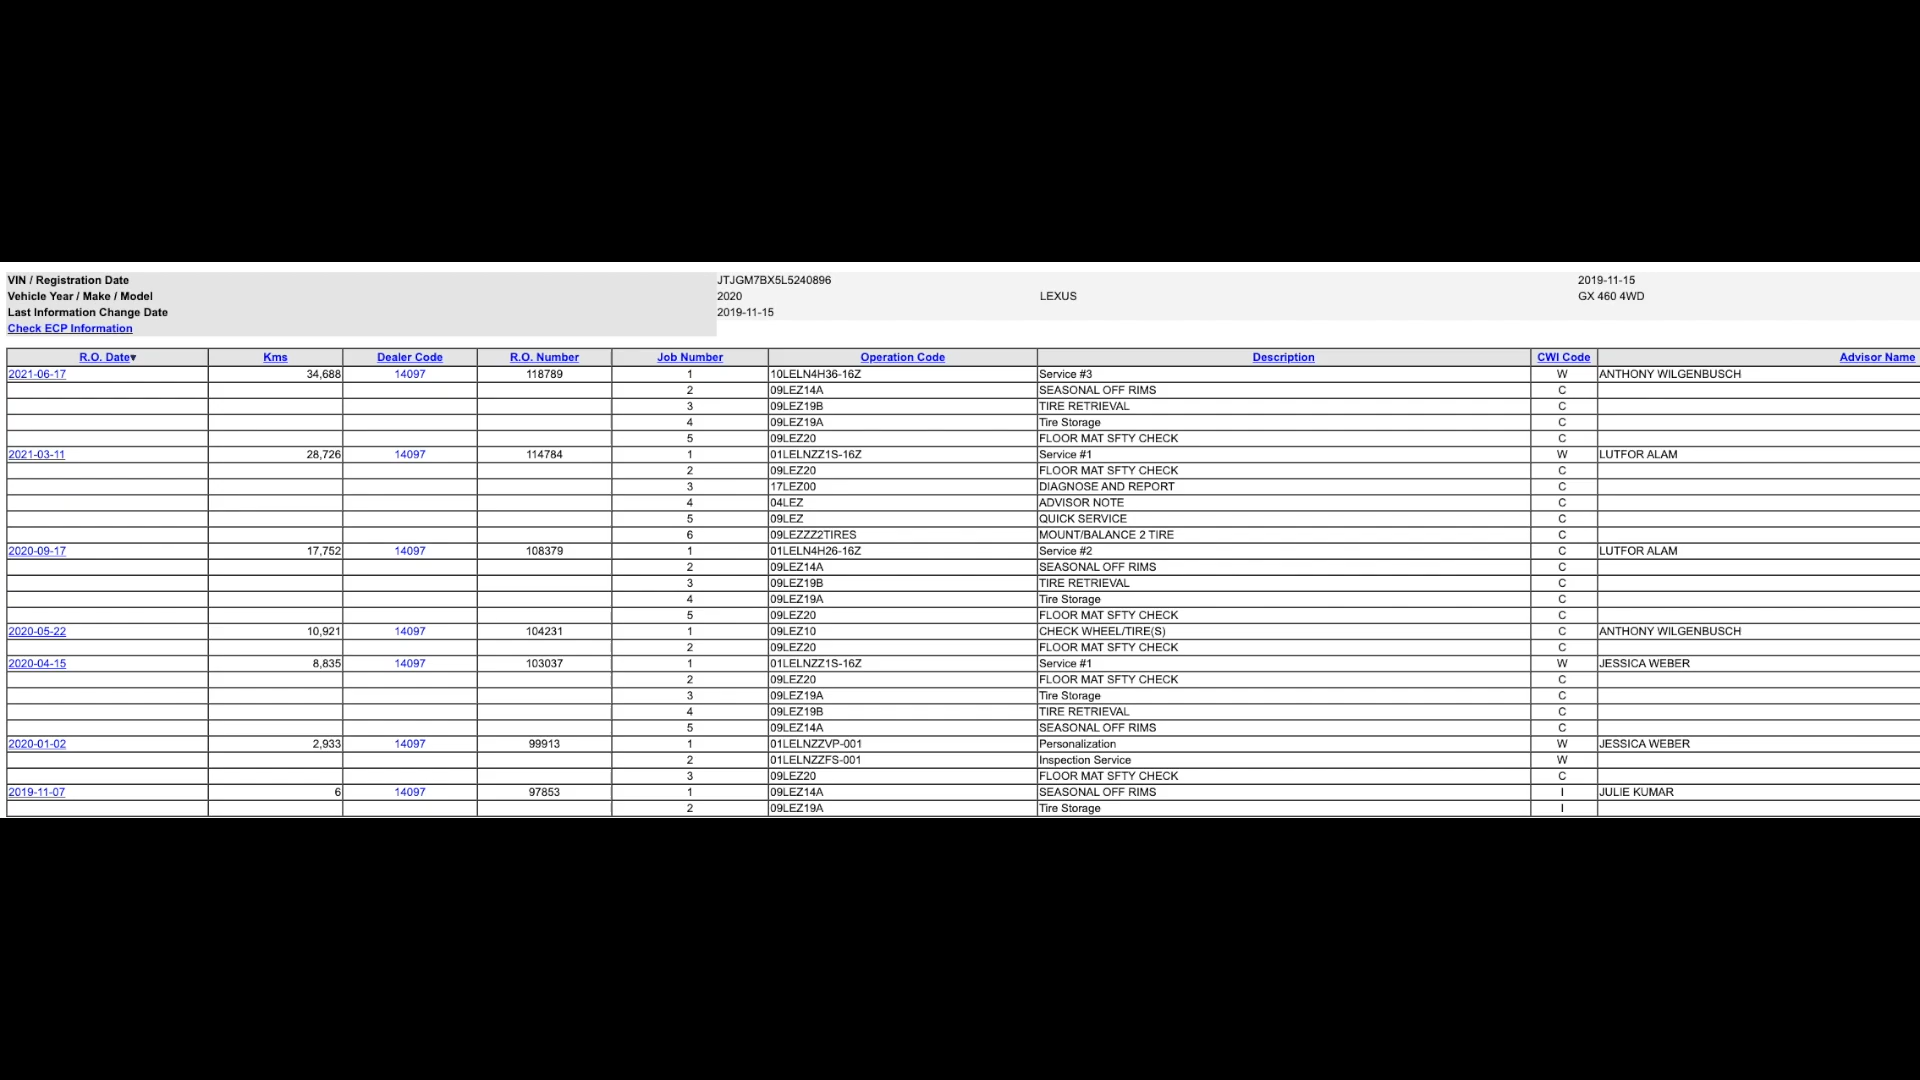 VIN / Registration Date JTJGM7BX5L5240896 2019-11-15
Vehicle Year / Make / Model 2020 LEXUS GX 460 4WD
Last Information Change Date 2019-11-15
Check ECP Information
R.O. Date▾ Kms Dealer Code R.O. Number Job Number Operation Code Description CWI Code Advisor Name
2021-06-17 34,688 14097 118789 1 10LELN4H36-16Z Service #3 W ANTHONY WILGENBUSCH
2 09LEZ14A SEASONAL OFF RIMS C
3 09LEZ19B TIRE RETRIEVAL C
4 09LEZ19A Tire Storage C
5 09LEZ20 FLOOR MAT SFTY CHECK C
2021-03-11 28,726 14097 114784 1 01LELNZZ1S-16Z Service #1 W LUTFOR ALAM
2 09LEZ20 FLOOR MAT SFTY CHECK C
3 17LEZ00 DIAGNOSE AND REPORT C
4 04LEZ ADVISOR NOTE C
5 09LEZ QUICK SERVICE C
6 09LEZZZ2TIRES MOUNT/BALANCE 2 TIRE C
2020-09-17 17,752 14097 108379 1 01LELN4H26-16Z Service #2 C LUTFOR ALAM
2 09LEZ14A SEASONAL OFF RIMS C
3 09LEZ19B TIRE RETRIEVAL C
4 09LEZ19A Tire Storage C
5 09LEZ20 FLOOR MAT SFTY CHECK C
2020-05-22 10,921 14097 104231 1 09LEZ10 CHECK WHEEL/TIRE(S) C ANTHONY WILGENBUSCH
2 09LEZ20 FLOOR MAT SFTY CHECK C
2020-04-15 8,835 14097 103037 1 01LELNZZ1S-16Z Service #1 W JESSICA WEBER
2 09LEZ20 FLOOR MAT SFTY CHECK C
3 09LEZ19A Tire Storage C
4 09LEZ19B TIRE RETRIEVAL C
5 09LEZ14A SEASONAL OFF RIMS C
2020-01-02 2,933 14097 99913 1 01LELNZZVP-001 Personalization W JESSICA WEBER
2 01LELNZZFS-001 Inspection Service W
3 09LEZ20 FLOOR MAT SFTY CHECK C
2019-11-07 6 14097 97853 1 09LEZ14A SEASONAL OFF RIMS I JULIE KUMAR
2 09LEZ19A Tire Storage I